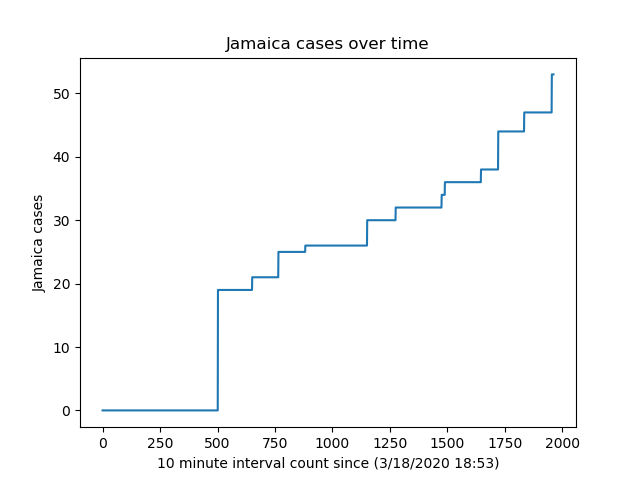 Jamaica cases over time
Jamaica cases
50
40
30
20
10
0
0 250 500 750 1000 1250 1500 1750 2000
10 minute interval count since (3/18/2020 18:53)